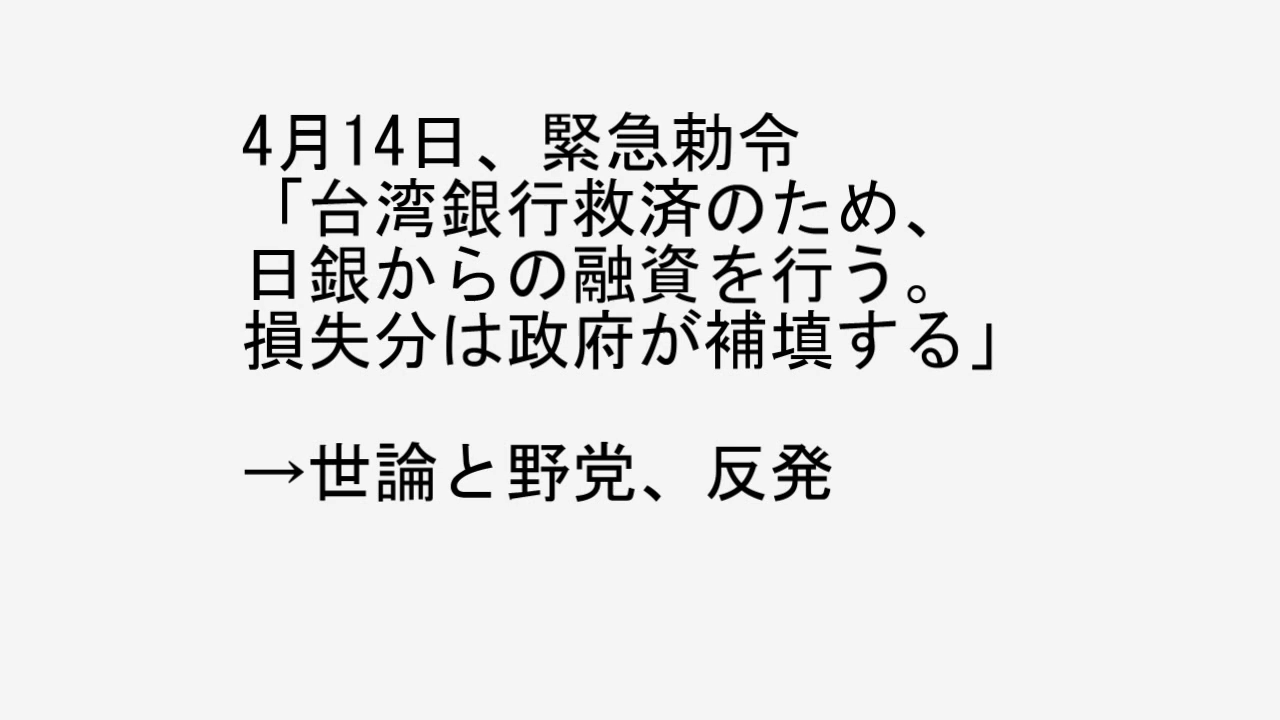 4月14日、緊急勅令
「台湾銀行救済のため、
日銀からの融資を行う。
損失分は政府が補填する」
→世論と野党、反発